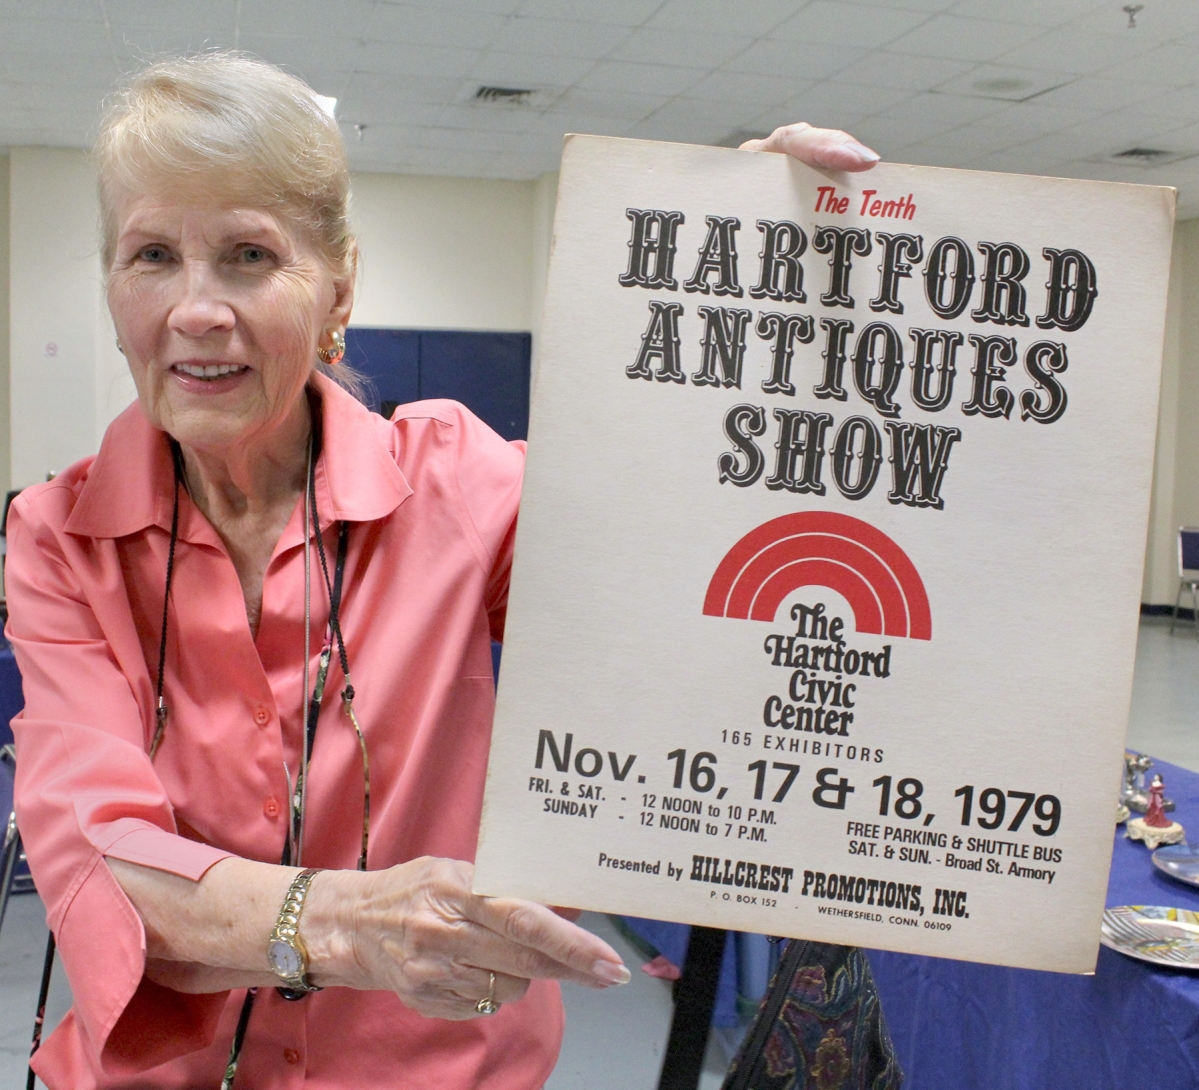 The Tenth
HARTFORD
ANTIQUES
SHOW
The
Hartford
Civic
Center
165 EXHIBITORS
Nov. 16, 17 & 18, 1979
FRI. & SAT. - 12 NOON to 10 P.M.
SUNDAY - 12 NOON to 7 P.M.
FREE PARKING & SHUTTLE BUS
SAT. & SUN. - Broad St. Armory
Presented by HILLCREST PROMOTIONS, INC.
P. O. BOX 152 - WETHERSFIELD, CONN. 06109